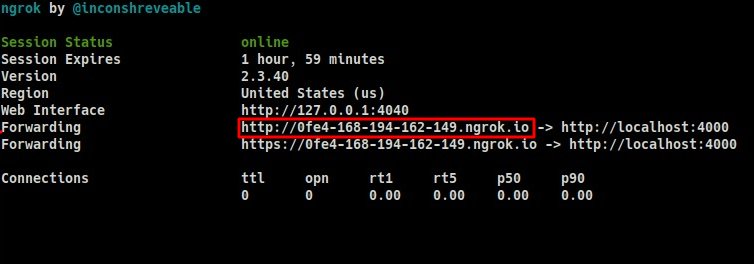 ngrok by @inconshreveable
Session Status online
Session Expires 1 hour, 59 minutes
Version 2.3.40
Region United States (us)
Web Interface http://127.0.0.1:4040
Forwarding http://0fe4-168-194-162-149.ngrok.io -> http://localhost:4000
Forwarding https://0fe4-168-194-162-149.ngrok.io -> http://localhost:4000
Connections ttl opn rt1 rt5 p50 p90
0 0 0.00 0.00 0.00 0.00